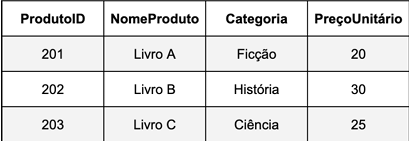 ProdutoID NomeProduto Categoria PreçoUnitário
201 Livro A Ficção 20
202 Livro B História 30
203 Livro C Ciência 25